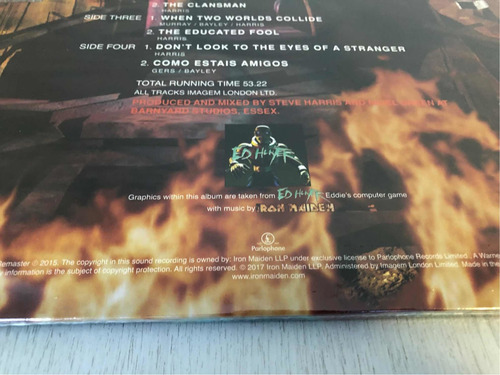 2. THE CLANSMAN
HARRIS
SIDE THREE 1. WHEN TWO WORLDS COLLIDE
MURRAY / BAYLEY / HARRIS
2. THE EDUCATED FOOL
HARRIS
SIDE FOUR 1. DON'T LOOK TO THE EYES OF A STRANGER
HARRIS
2. COMO ESTAIS AMIGOS
GERS / BAYLEY
TOTAL RUNNING TIME 53.22
ALL TRACKS IMAGEM LONDON LTD.
PRODUCED AND MIXED BY STEVE HARRIS AND AT
BARNYARD STUDIOS, ESSEX.
ED HUNTER
Graphics within this album are taken from ED HUNTER Eddie's computer game
with music by IRON MAIDEN
Parlophone
Remaster ℗ 2015. The copyright in this sound recording is owned by: Iron Maiden LLP under exclusive license to Parlophone Records Limited. A Warne
information is the subject of copyright protection. All rights reserved. © 2017 Iron Maiden LLP. Administered by Imagem London Limited. Made in the
www.ironmaiden.com